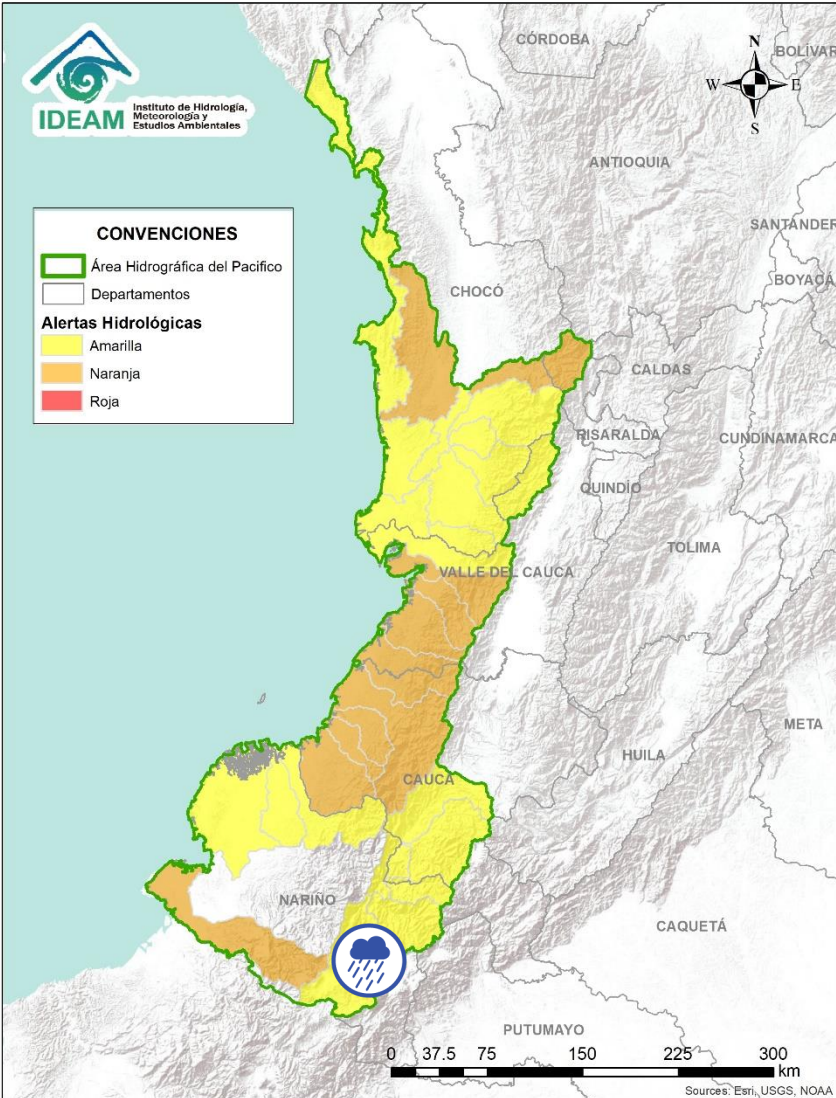 IDEAM
Instituto de Hidrología,
Meteorología y
Estudios Ambientales
N
W E
S
CÓRDOBA
BOLÍVAR
ANTIOQUIA
SANTANDER
BOYACÁ
CHOCÓ
CALDAS
RISARALDA
CUNDINAMARCA
QUINDÍO
TOLIMA
VALLE DEL CAUCA
META
HUILA
CAUCA
NARIÑO
CAQUETÁ
PUTUMAYO
CONVENCIONES
Área Hidrográfica del Pacifico
Departamentos
Alertas Hidrológicas
Amarilla
Naranja
Roja
0 37.5 75 150 225 300
km
Sources: Esri, USGS, NOAA